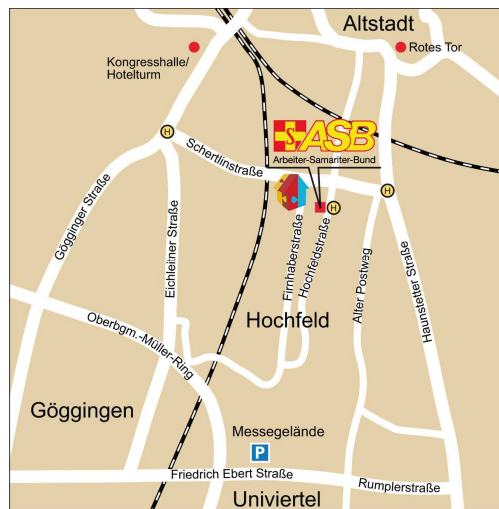 Altstadt
Rotes Tor
Kongresshalle/
Hotelturm
S ASB
Arbeiter-Samariter-Bund
H
Schertlinstraße
H
H
Gögginger Straße
Eichleiner Straße
Firnhaberstraße
Hochfeldstraße
Alter Postweg
Haunstetter Straße
Hochfeld
Oberbgm.-Müller-Ring
Göggingen
Messegelände
P
Friedrich Ebert Straße
Rumplerstraße
Univiertel